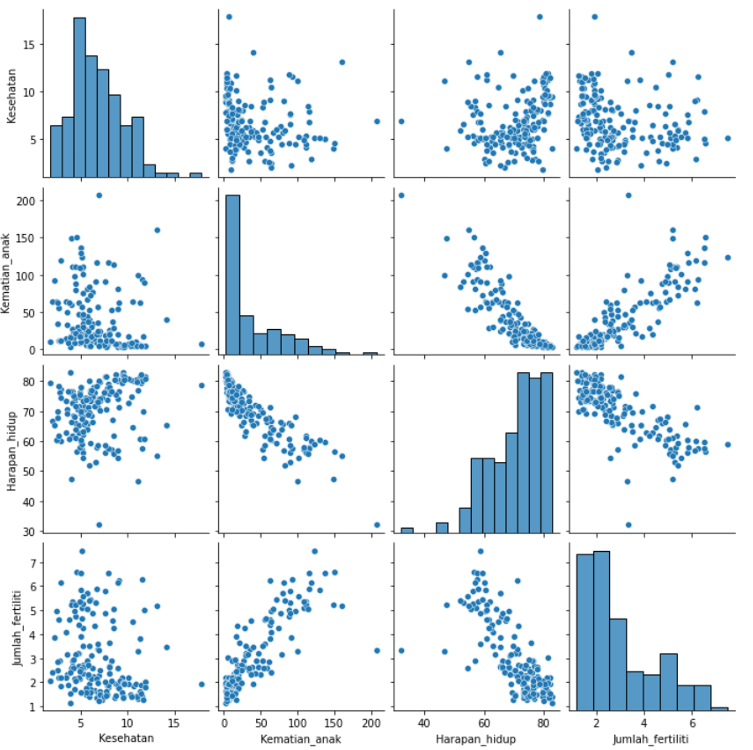 Kesehatan
15
10
5
Kematian_anak
200
150
100
50
0
Harapan_hidup
80
70
60
50
40
30
Jumlah_fertiliti
7
6
5
4
3
2
1
5 10 15
0 50 100 150 200
40 60 80
2 4 6
Kesehatan Kematian_anak Harapan_hidup Jumlah_fertiliti